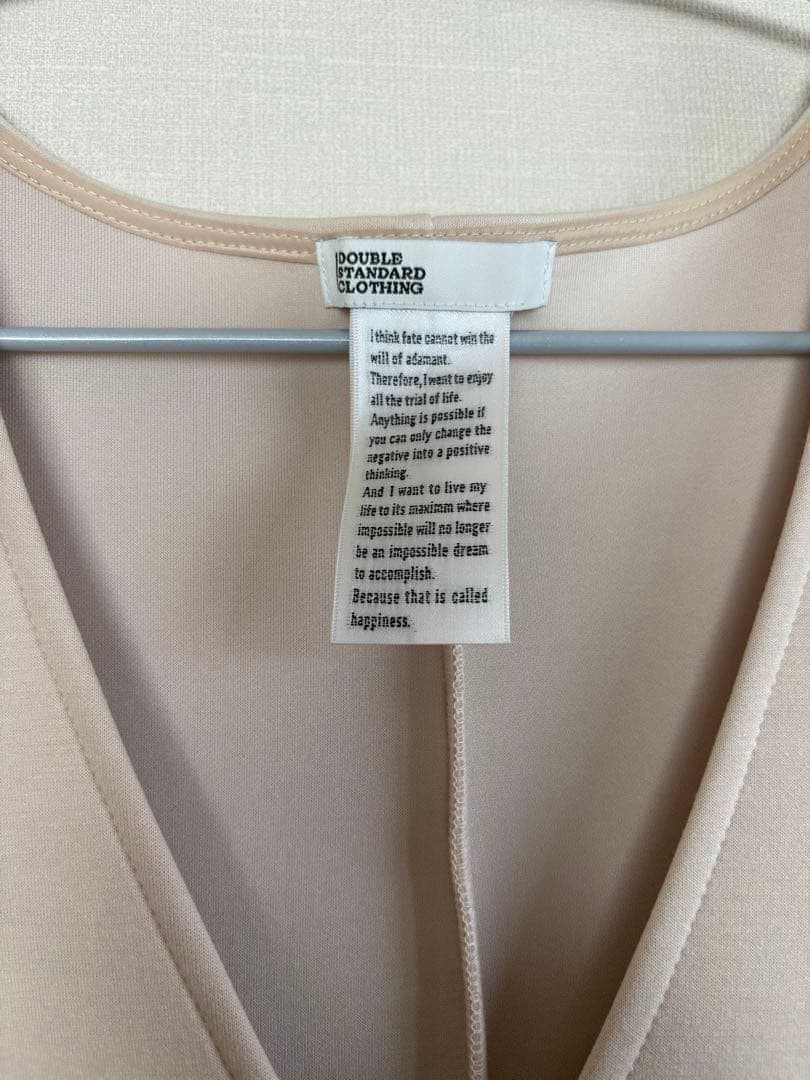 DOUBLE
STANDARD
CLOTHING
I think fate cannot win the
will of adamant.
Therefore, I want to enjoy
all the trial of life.
Anything is possible if
you can only change the
negative into a positive
thinking.
And I want to live my
life to its maximm where
impossible will no longer
be an impossible dream
to accomplish.
Because that is called
happiness.